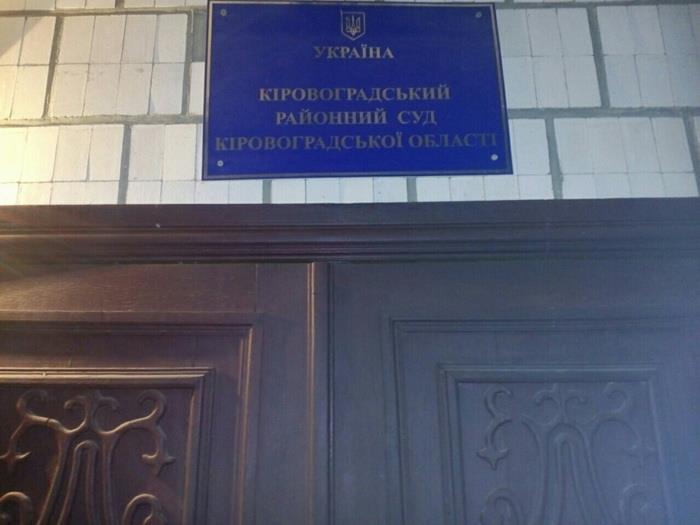 УКРАЇНА
КІРОВОГРАДСЬКИЙ
РАЙОННИЙ СУД
КІРОВОГРАДСЬКОЇ ОБЛАСТІ